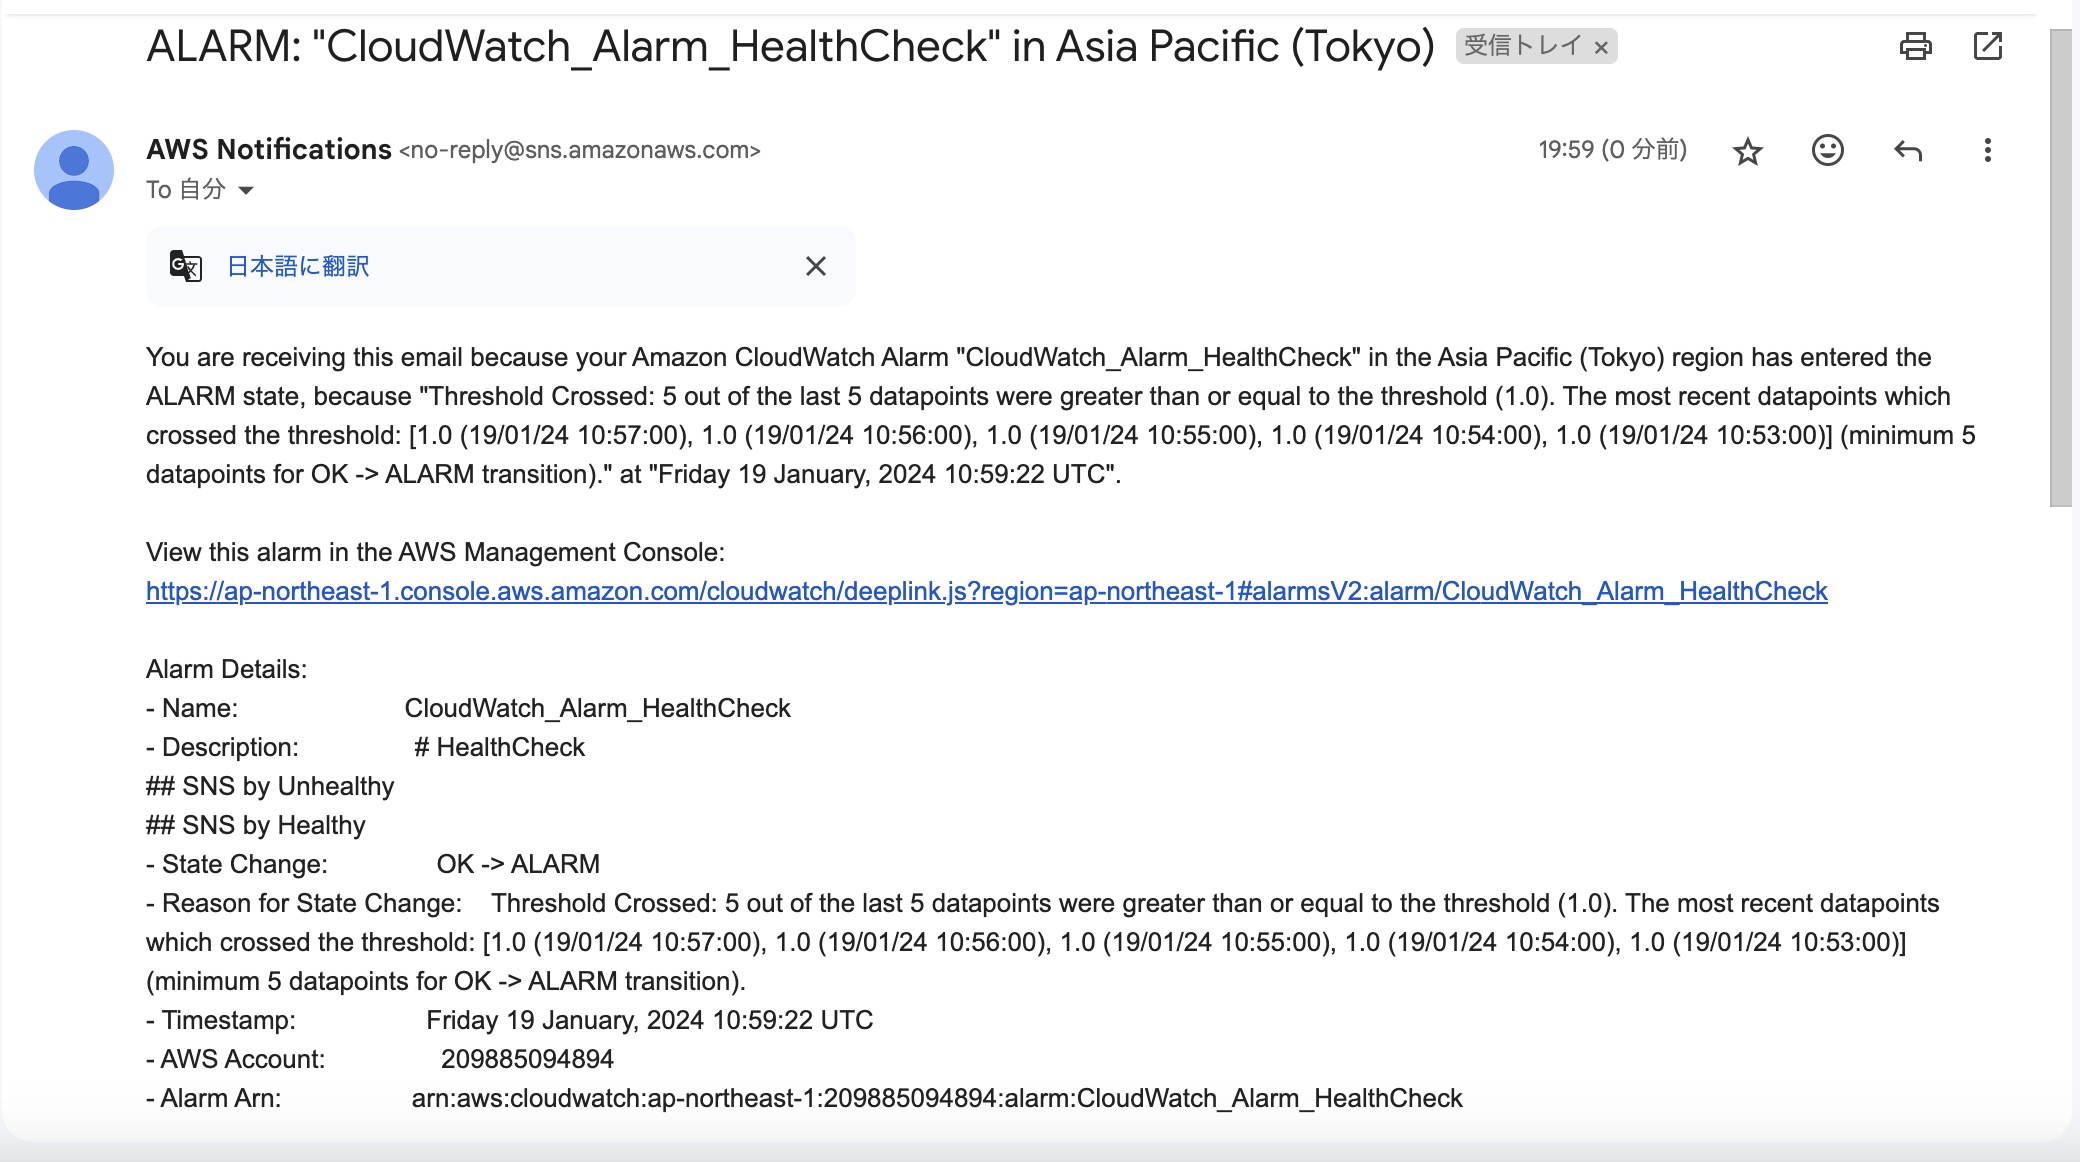 ALARM: "CloudWatch_Alarm_HealthCheck" in Asia Pacific (Tokyo) 受信トレイ ×
AWS Notifications <no-reply@sns.amazonaws.com> 19:59 (0 分前)
To 自分
日本語に翻訳
You are receiving this email because your Amazon CloudWatch Alarm "CloudWatch_Alarm_HealthCheck" in the Asia Pacific (Tokyo) region has entered the
ALARM state, because "Threshold Crossed: 5 out of the last 5 datapoints were greater than or equal to the threshold (1.0). The most recent datapoints which
crossed the threshold: [1.0 (19/01/24 10:57:00), 1.0 (19/01/24 10:56:00), 1.0 (19/01/24 10:55:00), 1.0 (19/01/24 10:54:00), 1.0 (19/01/24 10:53:00)] (minimum 5
datapoints for OK -> ALARM transition)." at "Friday 19 January, 2024 10:59:22 UTC".
View this alarm in the AWS Management Console:
https://ap-northeast-1.console.aws.amazon.com/cloudwatch/deeplink.js?region=ap-northeast-1#alarmsV2:alarm/CloudWatch_Alarm_HealthCheck
Alarm Details:
- Name: CloudWatch_Alarm_HealthCheck
- Description: # HealthCheck
## SNS by Unhealthy
## SNS by Healthy
- State Change: OK -> ALARM
- Reason for State Change: Threshold Crossed: 5 out of the last 5 datapoints were greater than or equal to the threshold (1.0). The most recent datapoints
which crossed the threshold: [1.0 (19/01/24 10:57:00), 1.0 (19/01/24 10:56:00), 1.0 (19/01/24 10:55:00), 1.0 (19/01/24 10:54:00), 1.0 (19/01/24 10:53:00)]
(minimum 5 datapoints for OK -> ALARM transition).
- Timestamp: Friday 19 January, 2024 10:59:22 UTC
- AWS Account: 209885094894
- Alarm Arn: arn:aws:cloudwatch:ap-northeast-1:209885094894:alarm:CloudWatch_Alarm_HealthCheck